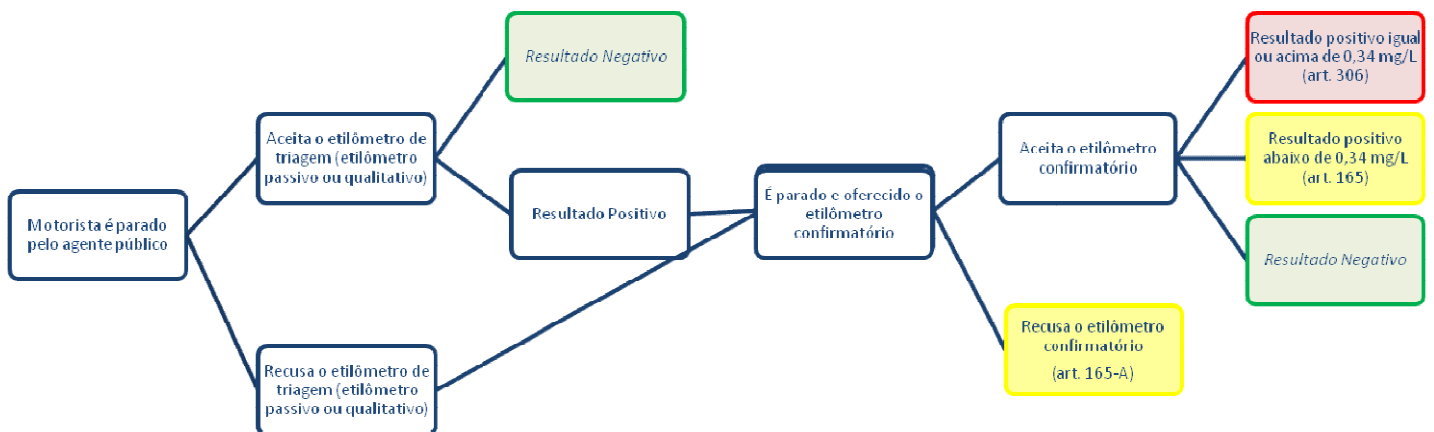 Motorista é parado
pelo agente público
Aceita o etilômetro de
triagem (etilômetro
passivo ou qualitativo)
Recusa o etilômetro de
triagem (etilômetro
passivo ou qualitativo)
Resultado Negativo
Resultado Positivo
É parado e oferecido o
etilômetro
confirmatório
Aceita o etilômetro
confirmatório
Recusa o etilômetro
confirmatório
(art. 165-A)
Resultado positivo igual
ou acima de 0,34 mg/L
(art. 306)
Resultado positivo
abaixo de 0,34 mg/L
(art. 165)
Resultado Negativo